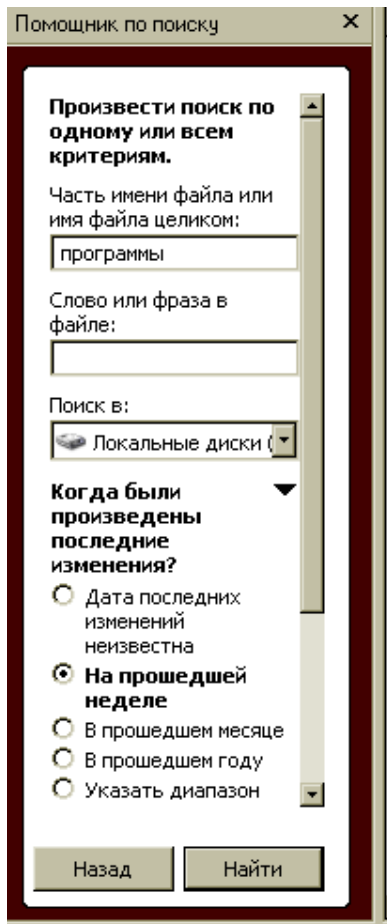 Помощник по поиску
Произвести поиск по
одному или всем
критериям.
Часть имени файла или
имя файла целиком:
программы
Слово или фраза в
файле:
Поиск в:
Локальные диски (
Когда были
произведены
последние
изменения?
Дата последних
изменений
неизвестна
На прошедшей
неделе
В прошедшем месяце
В прошедшем году
Указать диапазон
Назад
Найти